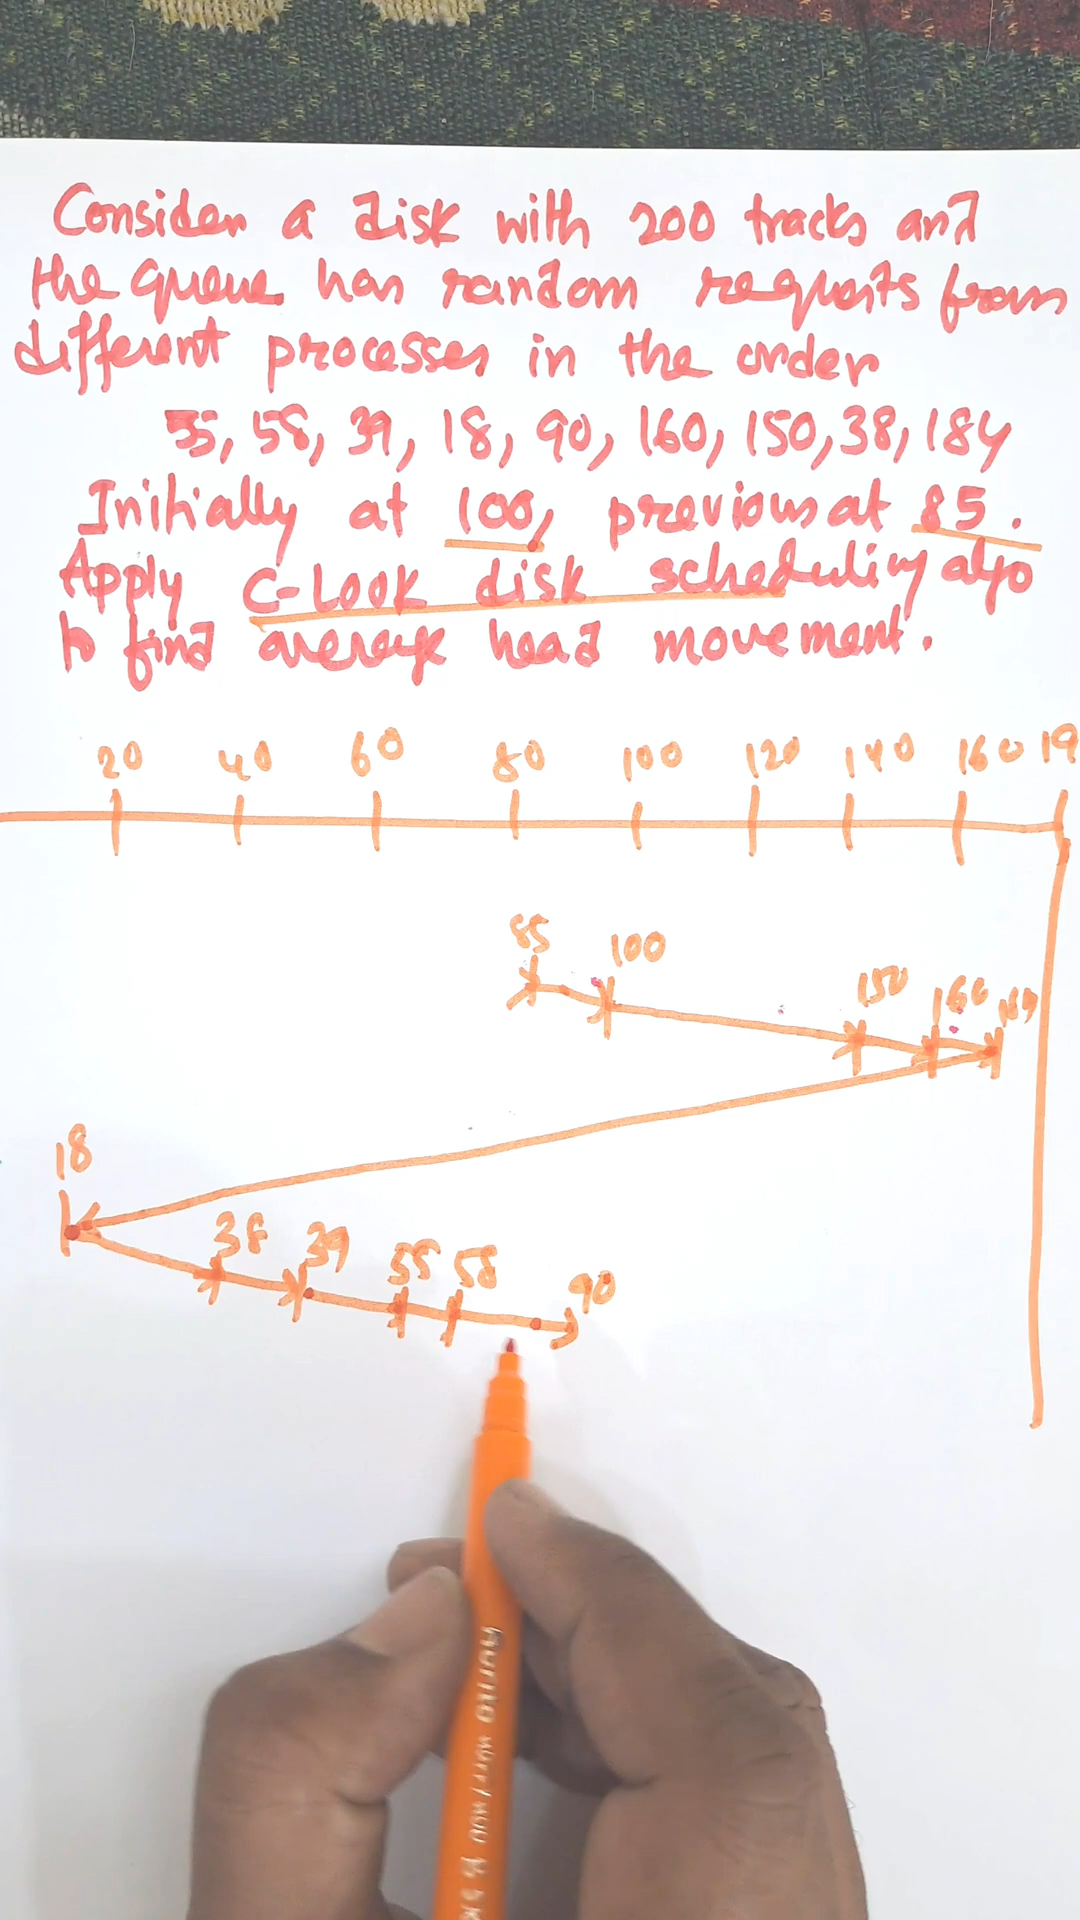 Consider a disk with 200 tracks and
the queue has random requests from
different processes in the order
55, 58, 39, 18, 90, 160, 150, 38, 184
Initially at 100, previous at 85.
Apply C-Look disk scheduling algo
to find average head movement.
20 40 60 80 100 120 140 160 19
85 100 150 160 184
18 38 39 55 58 90